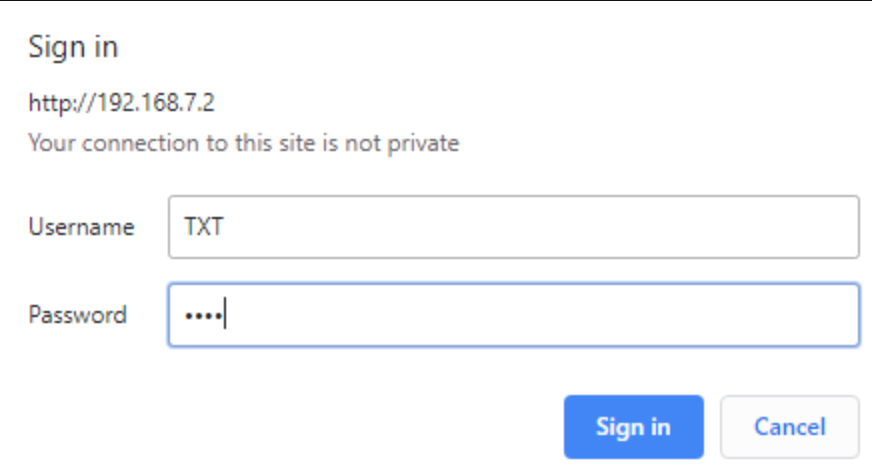 Sign in
http://192.168.7.2
Your connection to this site is not private
Username TXT
Password ••••
Sign in Cancel